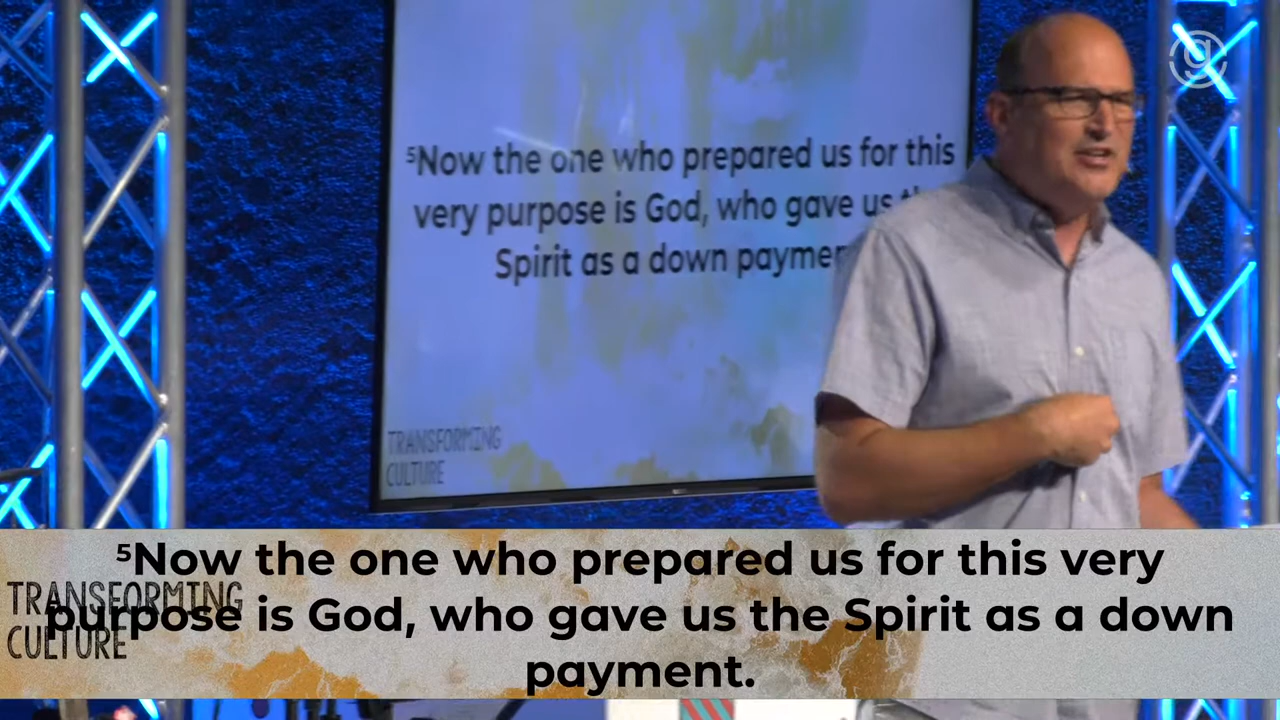 ⁵Now the one who prepared us for this
very purpose is God, who gave us
Spirit as a down
TRANSFORMING
CULTURE
⁵Now the one who prepared us for this very
purpose is God, who gave us the Spirit as a down
payment.
TRANSFORMING
CULTURE